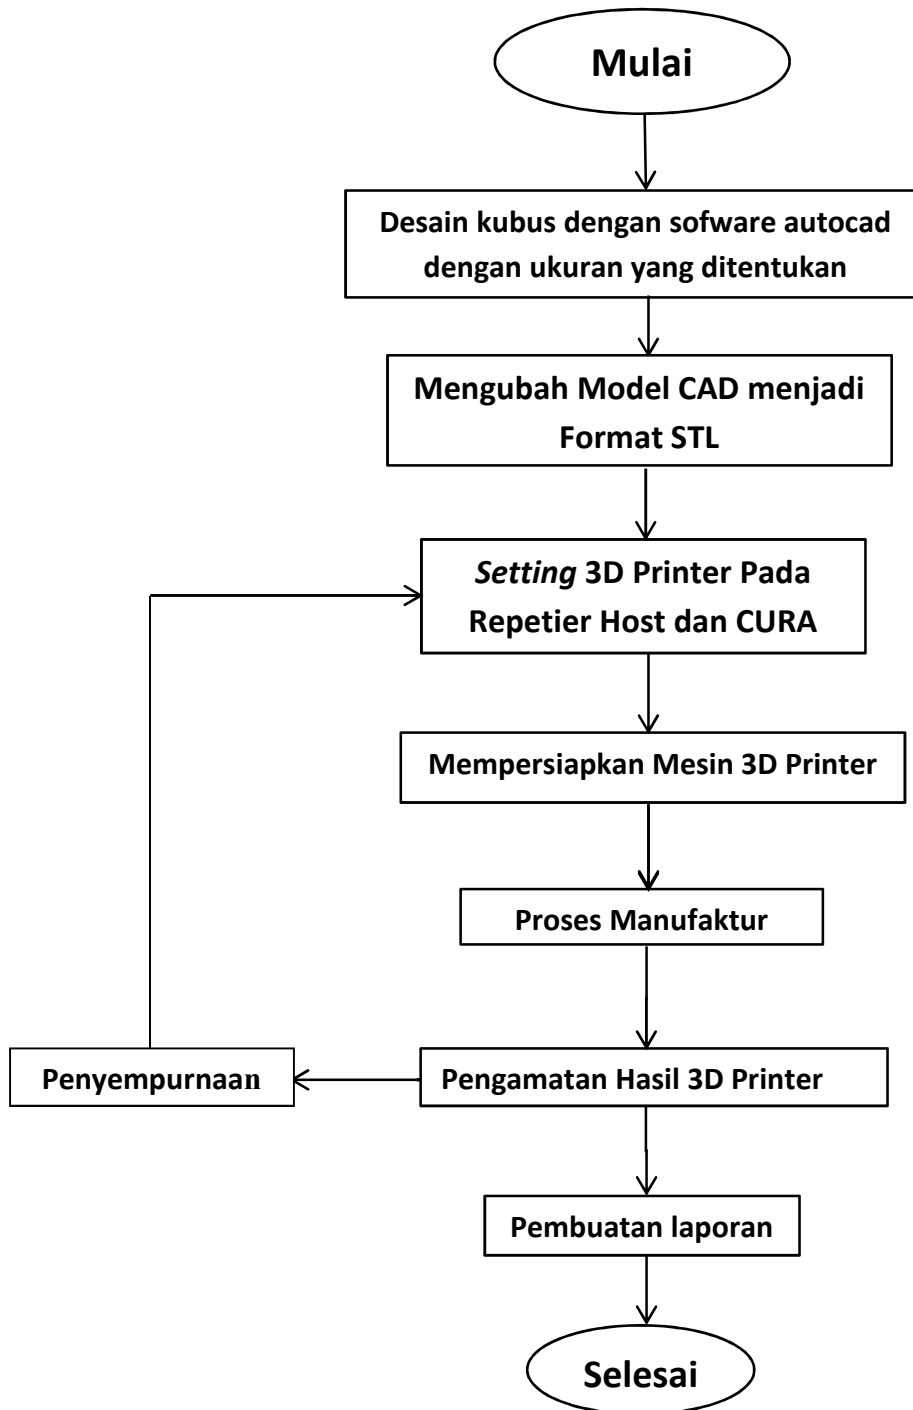 Mulai
Desain kubus dengan sofware autocad
dengan ukuran yang ditentukan
Mengubah Model CAD menjadi
Format STL
Setting 3D Printer Pada
Repetier Host dan CURA
Mempersiapkan Mesin 3D Printer
Proses Manufaktur
Penyempurnaan
Pengamatan Hasil 3D Printer
Pembuatan laporan
Selesai